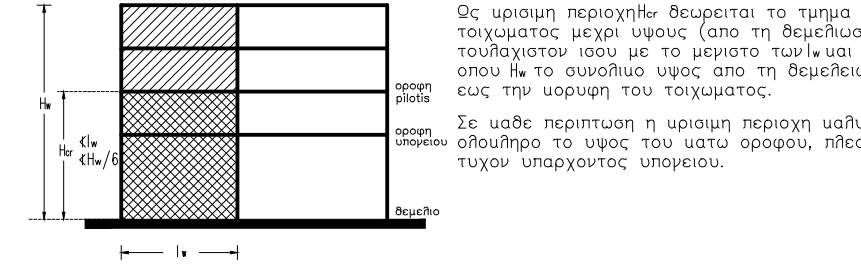 Ως κρισιμη περιοχη Hcr θεωρειται το τμημα
τοιχωματος μεχρι υψους (απο τη θεμελιωσ
τουλαχιστον ισου με το μεγιστο των lw και
οπου Hw το συνολικο υψος απο τη θεμελειω
εως την κορυφη του τοιχωματος.
Σε καθε περιπτωση η κρισιμη περιοχη καλυ
ολοκληρο το υψος του κατω οροφου, πλεο
τυχον υπαρχοντος υπογειου.
Hw
Hcr
≮lw
≮Hw/6
οροφη
pilotis
οροφη
υπογειου
θεμελιο
lw